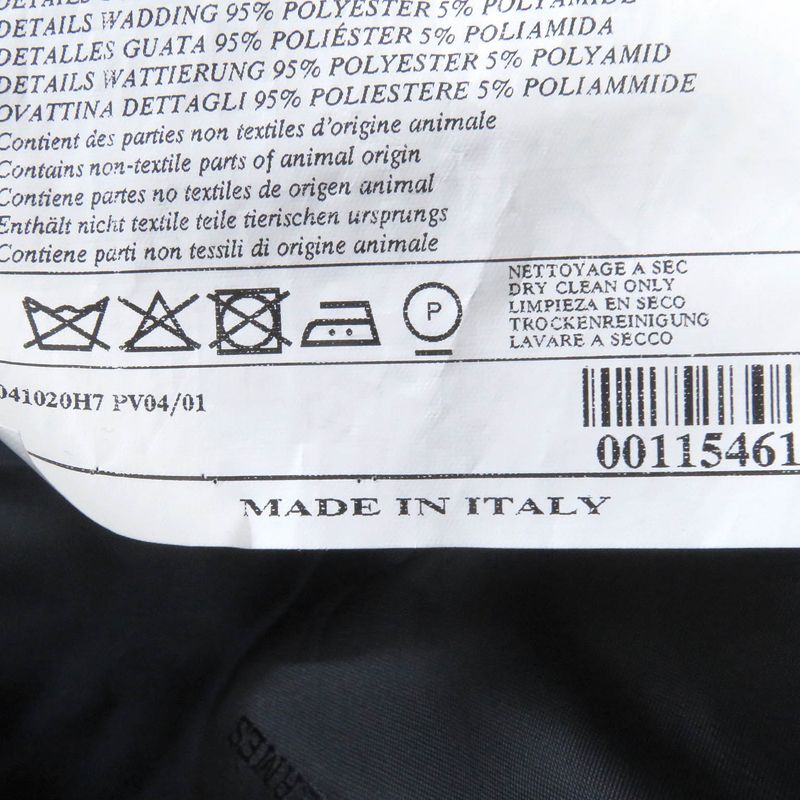 DETAILS WADDING 95% POLYESTER 5% POLYAMIDE
DETALLES GUATA 95% POLIÉSTER 5% POLIAMIDA
DETAILS WATTIERUNG 95% POLYESTER 5% POLYAMID
OVATTINA DETTAGLI 95% POLIESTERE 5% POLIAMMIDE
Contient des parties non textiles d'origine animale
Contains non-textile parts of animal origin
Contiene partes no textiles de origen animal
Enthält nicht textile teile tierischen ursprungs
Contiene parti non tessili di origine animale
P
NETTOYAGE A SEC
DRY CLEAN ONLY
LIMPIEZA EN SECO
TROCKENREINIGUNG
LAVARE A SECCO
041020H7 PV04/01
00115461
MADE IN ITALY